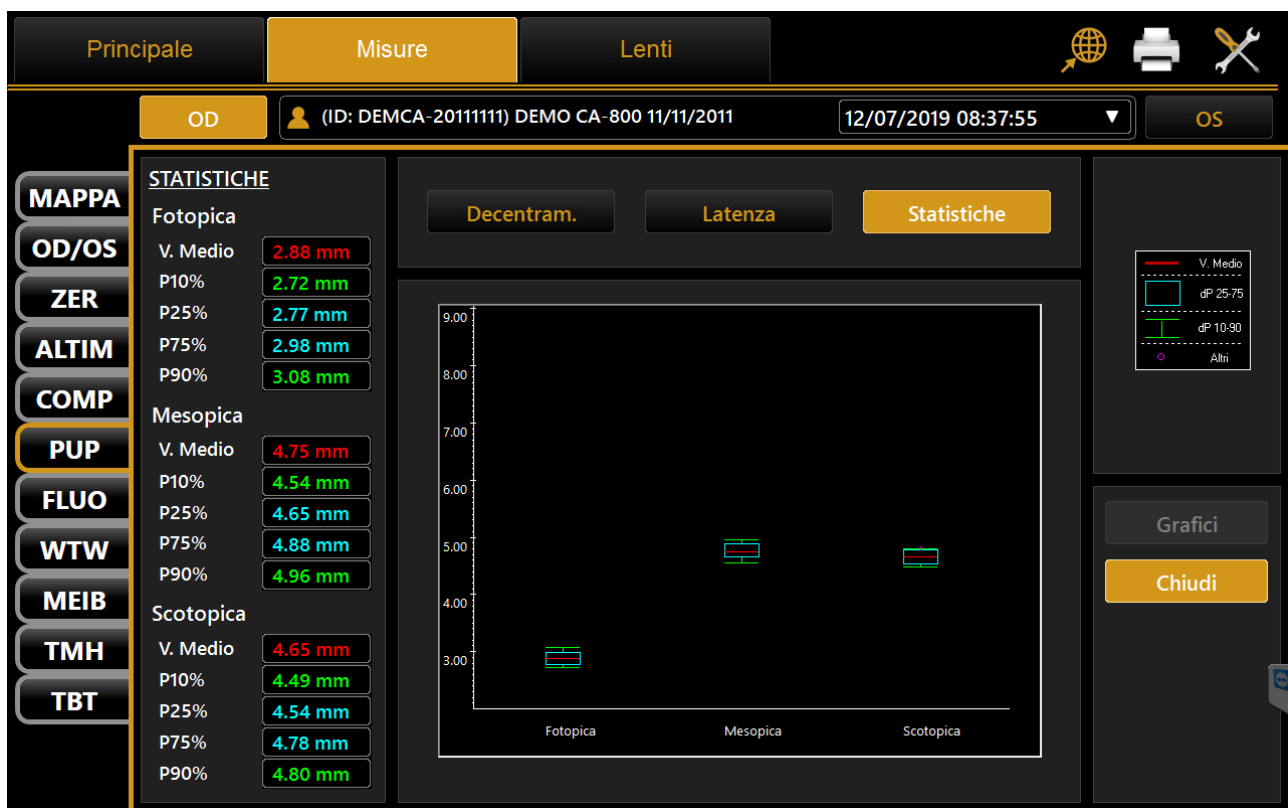 Principale Misure Lenti
OD (ID: DEMCA-20111111) DEMO CA-800 11/11/2011 12/07/2019 08:37:55 ▼ OS
MAPPA
OD/OS
ZER
ALTIM
COMP
PUP
FLUO
WTW
MEIB
TMH
TBT
STATISTICHE
Fotopica
V. Medio 2.88 mm
P10% 2.72 mm
P25% 2.77 mm
P75% 2.98 mm
P90% 3.08 mm
Mesopica
V. Medio 4.75 mm
P10% 4.54 mm
P25% 4.65 mm
P75% 4.88 mm
P90% 4.96 mm
Scotopica
V. Medio 4.65 mm
P10% 4.49 mm
P25% 4.54 mm
P75% 4.78 mm
P90% 4.80 mm
Decentram. Latenza Statistiche
9.00
8.00
7.00
6.00
5.00
4.00
3.00
Fotopica Mesopica Scotopica
V. Medio
dP 25-75
dP 10-90
Altri
Grafici
Chiudi